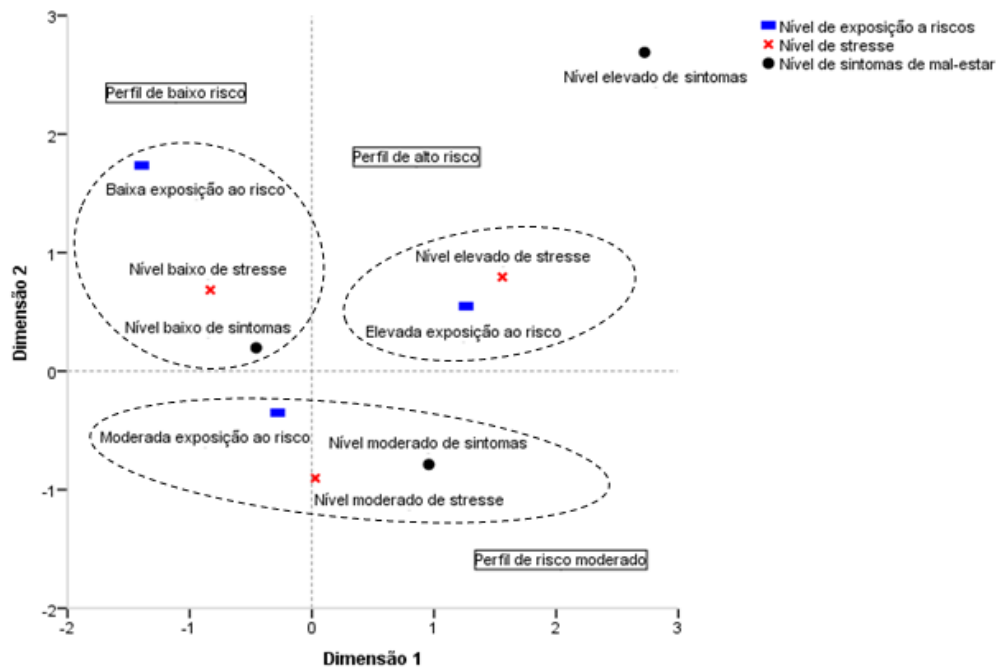 3
Nível de exposição a riscos
Nível de stresse
Nível de sintomas de mal-estar
Nível elevado de sintomas
Perfil de baixo risco
2
Perfil de alto risco
Baixa exposição ao risco
1
Nível elevado de stresse
Nível baixo de stresse
Nível baixo de sintomas
Elevada exposição ao risco
Dimensão 2
0
Moderada exposição ao risco
Nível moderado de sintomas
-1
Nível moderado de stresse
Perfil de risco moderado
-2
-2 -1 0 1 2 3
Dimensão 1